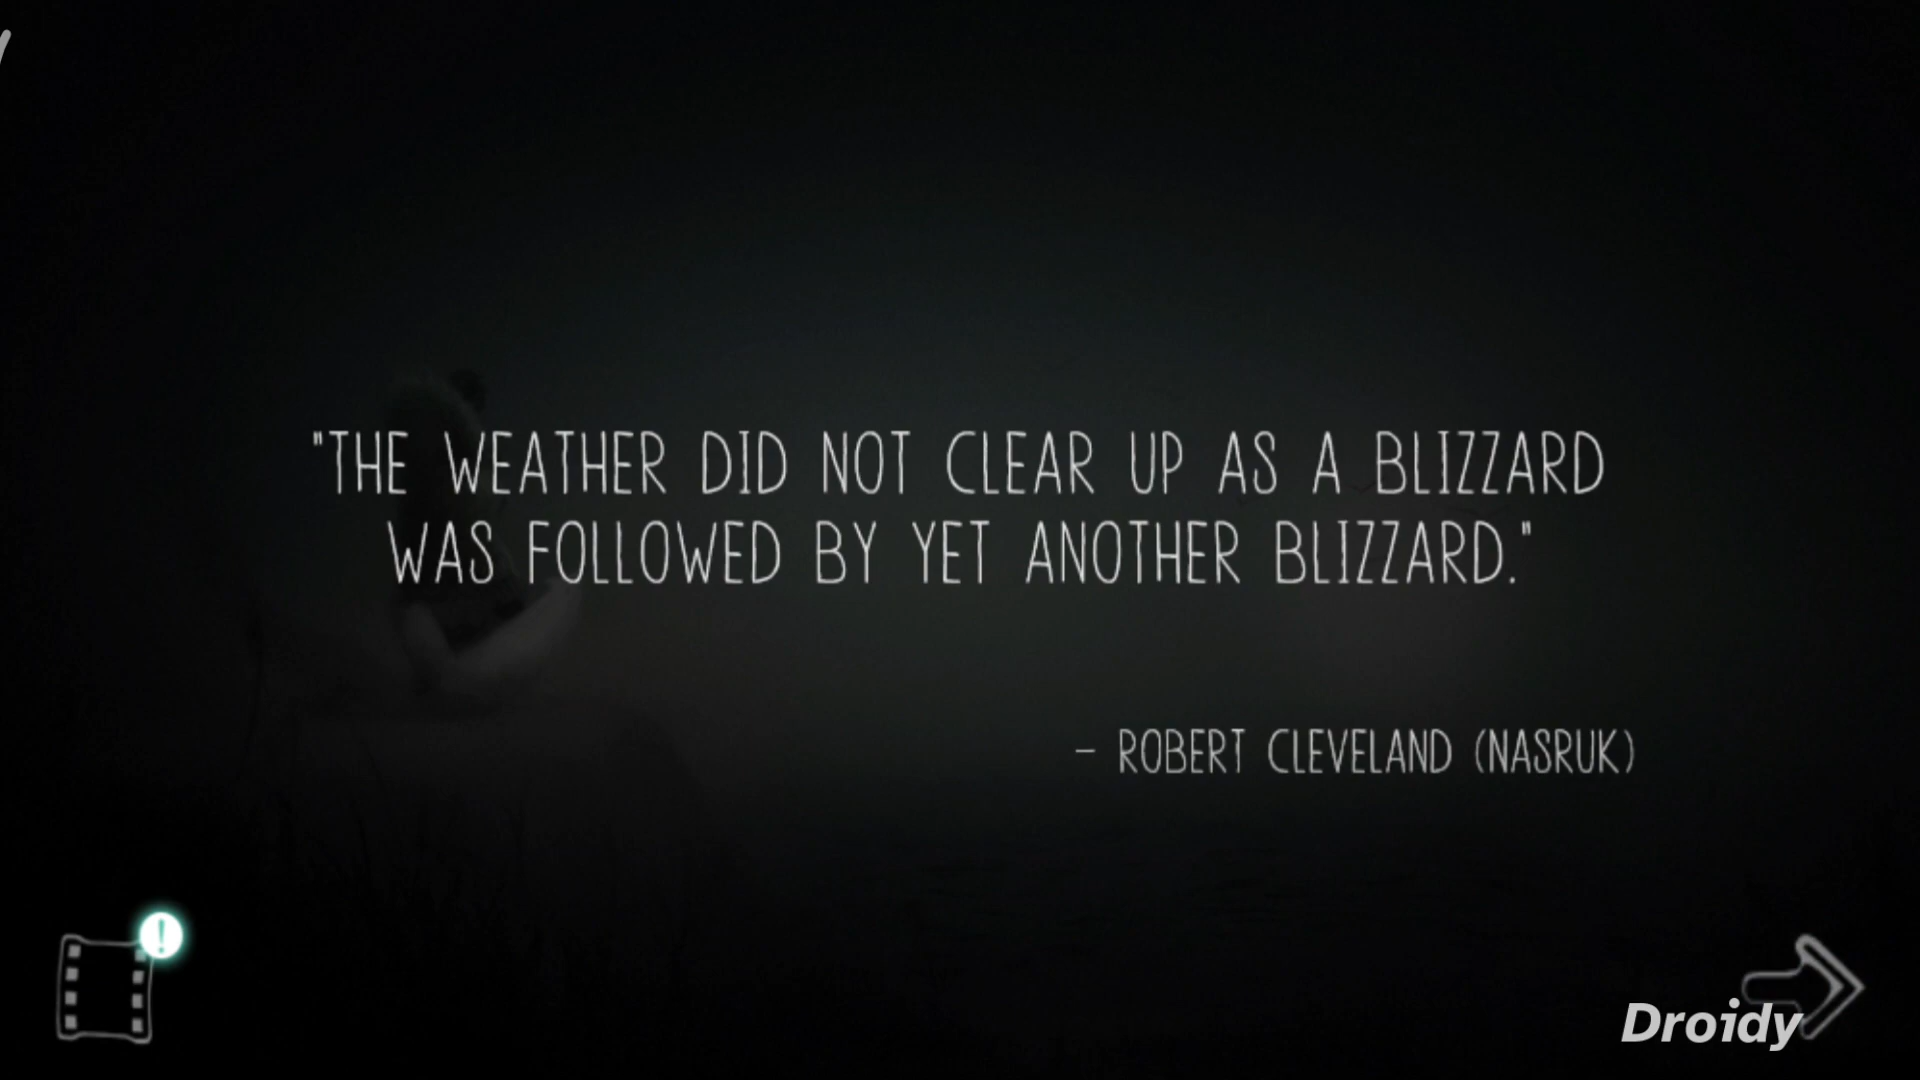 "THE WEATHER DID NOT CLEAR UP AS A BLIZZARD
WAS FOLLOWED BY YET ANOTHER BLIZZARD."
- ROBERT CLEVELAND (NASRUK)
!
Droidy